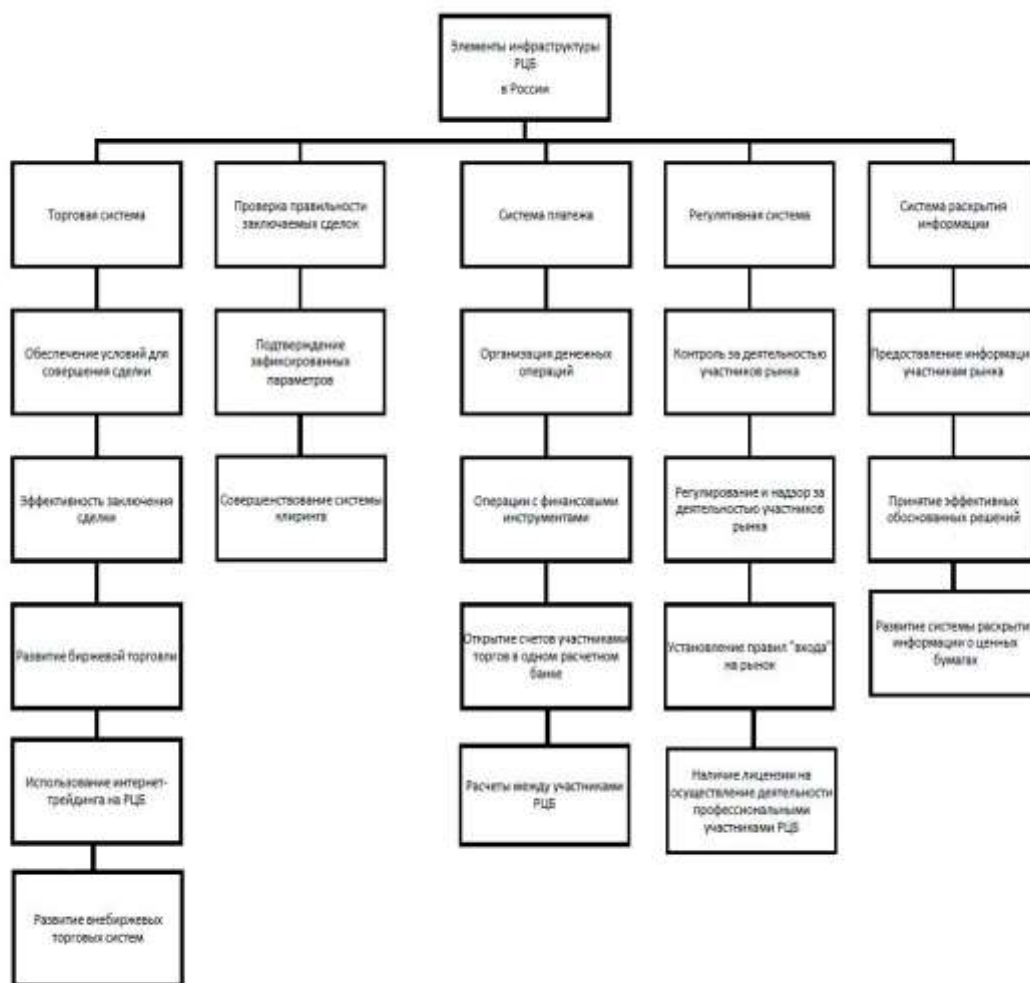 Элементы инфраструктуры
РЦБ
в России
Торговая система
Проверка правильности
заключаемых сделок
Система платежа
Регулятивная система
Система раскрытия
информации
Обеспечение условий для
совершения сделки
Подтверждение
зафиксированных
параметров
Организация денежных
операций
Контроль за деятельностью
участников рынка
Предоставление информаци
участникам рынка
Эффективность заключения
сделки
Совершенствование системы
клиринга
Операции с финансовыми
инструментами
Регулирование и надзор за
деятельностью участников
рынка
Принятие эффективных
обоснованных решений
Развитие биржевой торговли
Открытие счетов участниками
торгов в одном расчетном
банке
Установление правил "входа"
на рынок
Развитие системы раскрыти
информации о ценных
бумагах
Использование интернет-
трейдинга на РЦБ
Расчеты между участниками
РЦБ
Наличие лицензии на
осуществление деятельности
профессиональными
участниками РЦБ
Развитие внебиржевых
торговых систем